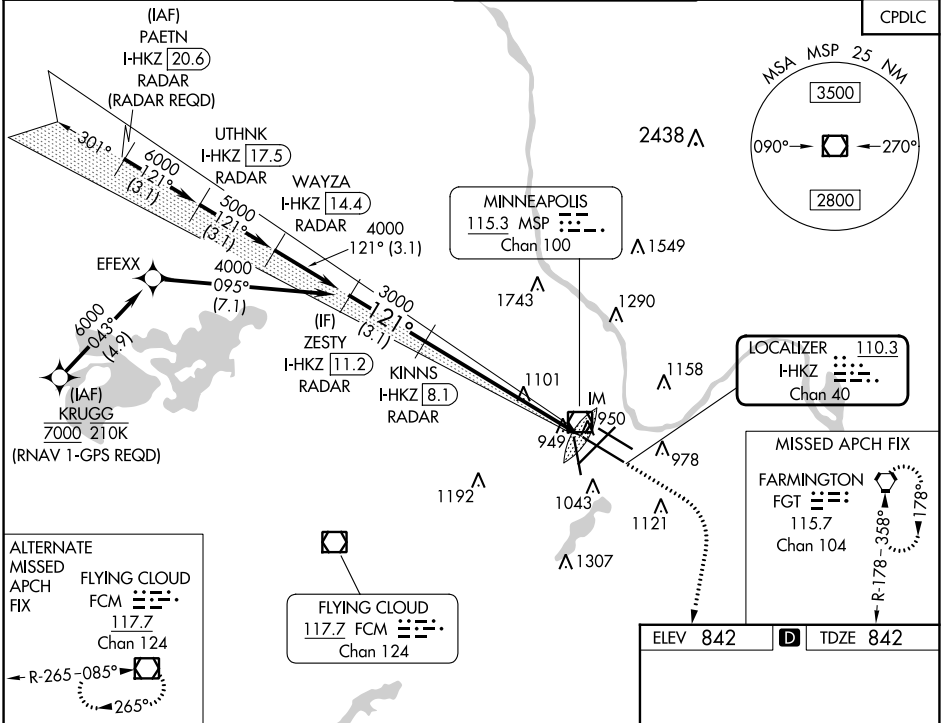 CPDLC
(IAF)
PAETN
I-HKZ 20.6
RADAR
(RADAR REQD)
301°
6000
121°
(3.1)
UTHNK
I-HKZ 17.5
RADAR
5000
121°
(3.1)
WAYZA
I-HKZ 14.4
RADAR
4000
121° (3.1)
MSA MSP 25 NM
3500
090°
270°
2800
2438
MINNEAPOLIS
115.3 MSP
Chan 100
1549
1743
1290
EFEXX
4000
095°
(7.1)
6000
043°
(4.9)
(IAF)
KRUGG
7000 210K
(RNAV 1-GPS REQD)
3000
121°
(3.1)
(IF)
ZESTY
I-HKZ 11.2
RADAR
KINNS
I-HKZ 8.1
RADAR
LOCALIZER 110.3
I-HKZ
Chan 40
1158
1101
IM
950
949
978
1192
1043
1121
1307
MISSED APCH FIX
FARMINGTON
FGT
115.7
Chan 104
178°
R-178
358°
ALTERNATE
MISSED
APCH
FIX
FLYING CLOUD
FCM
117.7
Chan 124
R-265
085°
265°
FLYING CLOUD
117.7 FCM
Chan 124
ELEV 842
D
TDZE 842